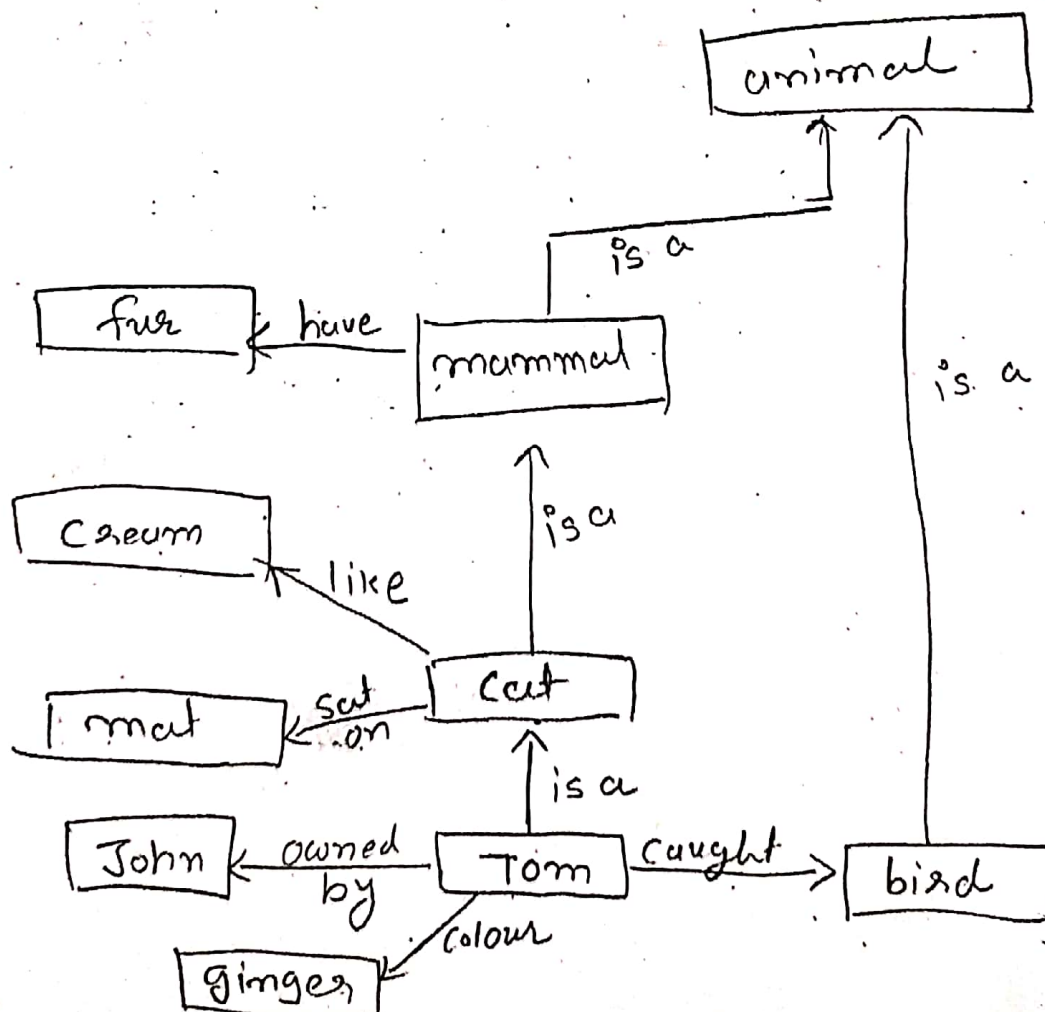 animal
is a
fur
have
mammal
is a
Cream
like
is a
Cat
sat
on
mat
is a
John
owned
by
Tom
caught
bird
colour
ginger